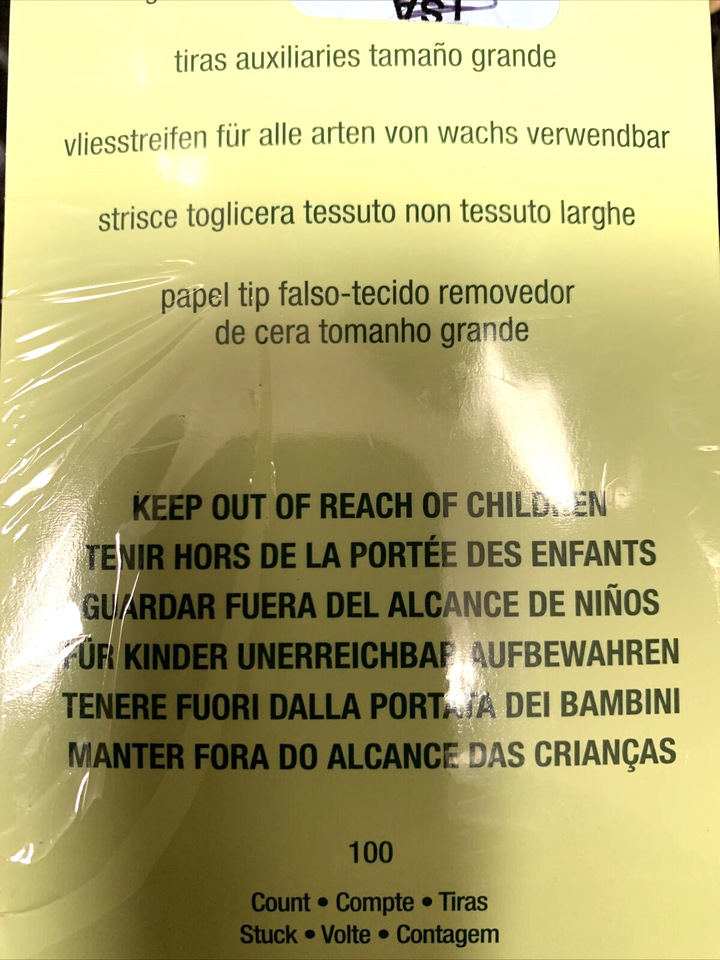 tiras auxiliaries tamaño grande
vliesstreifen für alle arten von wachs verwendbar
strisce toglicera tessuto non tessuto larghe
papel tip falso-tecido removedor
de cera tomanho grande
KEEP OUT OF REACH OF CHILDREN
TENIR HORS DE LA PORTÉE DES ENFANTS
GUARDAR FUERA DEL ALCANCE DE NIÑOS
FÜR KINDER UNERREICHBAR AUFBEWAHREN
TENERE FUORI DALLA PORTATA DEI BAMBINI
MANTER FORA DO ALCANCE DAS CRIANÇAS
100
Count • Compte • Tiras
Stuck • Volte • Contagem